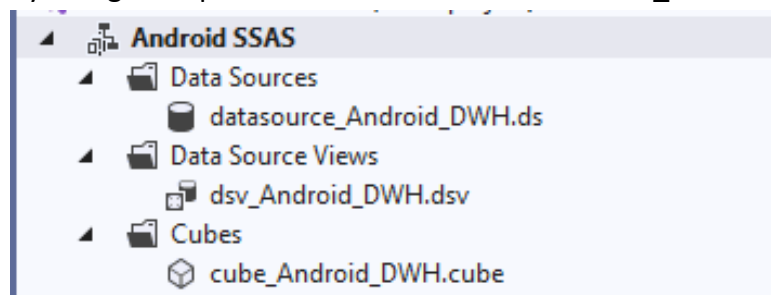 Android SSAS
Data Sources
datasource_Android_DWH.ds
Data Source Views
dsv_Android_DWH.dsv
Cubes
cube_Android_DWH.cube